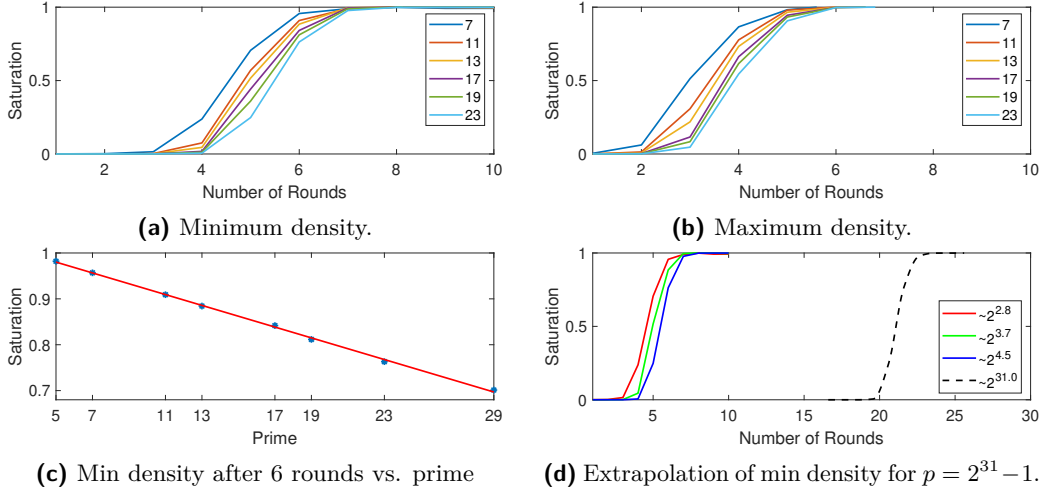 1
0.5
0
Saturation
2 4 6 8 10
Number of Rounds
7
11
13
17
19
23
(a) Minimum density.
1
0.5
0
Saturation
2 4 6 8 10
Number of Rounds
7
11
13
17
19
23
(b) Maximum density.
1
0.9
0.8
0.7
Saturation
5 7 11 13 17 19 23 29
Prime
(c) Min density after 6 rounds vs. prime
1
0.5
0
Saturation
5 10 15 20 25 30
Number of Rounds
~2^2.8
~2^3.7
~2^4.5
~2^31.0
(d) Extrapolation of min density for p = 2^31 − 1.